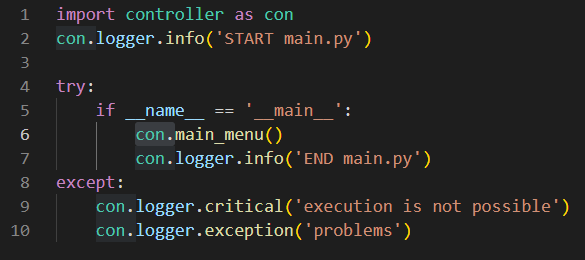 1 import controller as con
2 con.logger.info('START main.py')
3
4 try:
5     if __name__ == '__main__':
6         con.main_menu()
7         con.logger.info('END main.py')
8 except:
9     con.logger.critical('execution is not possible')
10     con.logger.exception('problems')